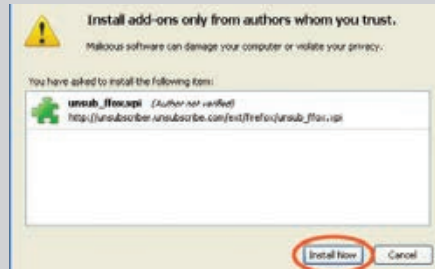 Install add-ons only from authors whom you trust.
Malicious software can damage your computer or violate your privacy.
You have asked to install the following item:
unsub_ffox.xpi (Author not verified)
http://unsubscriber.unsubscribe.com/ext/firefox/unsub_ffox.xpi
Install Now Cancel